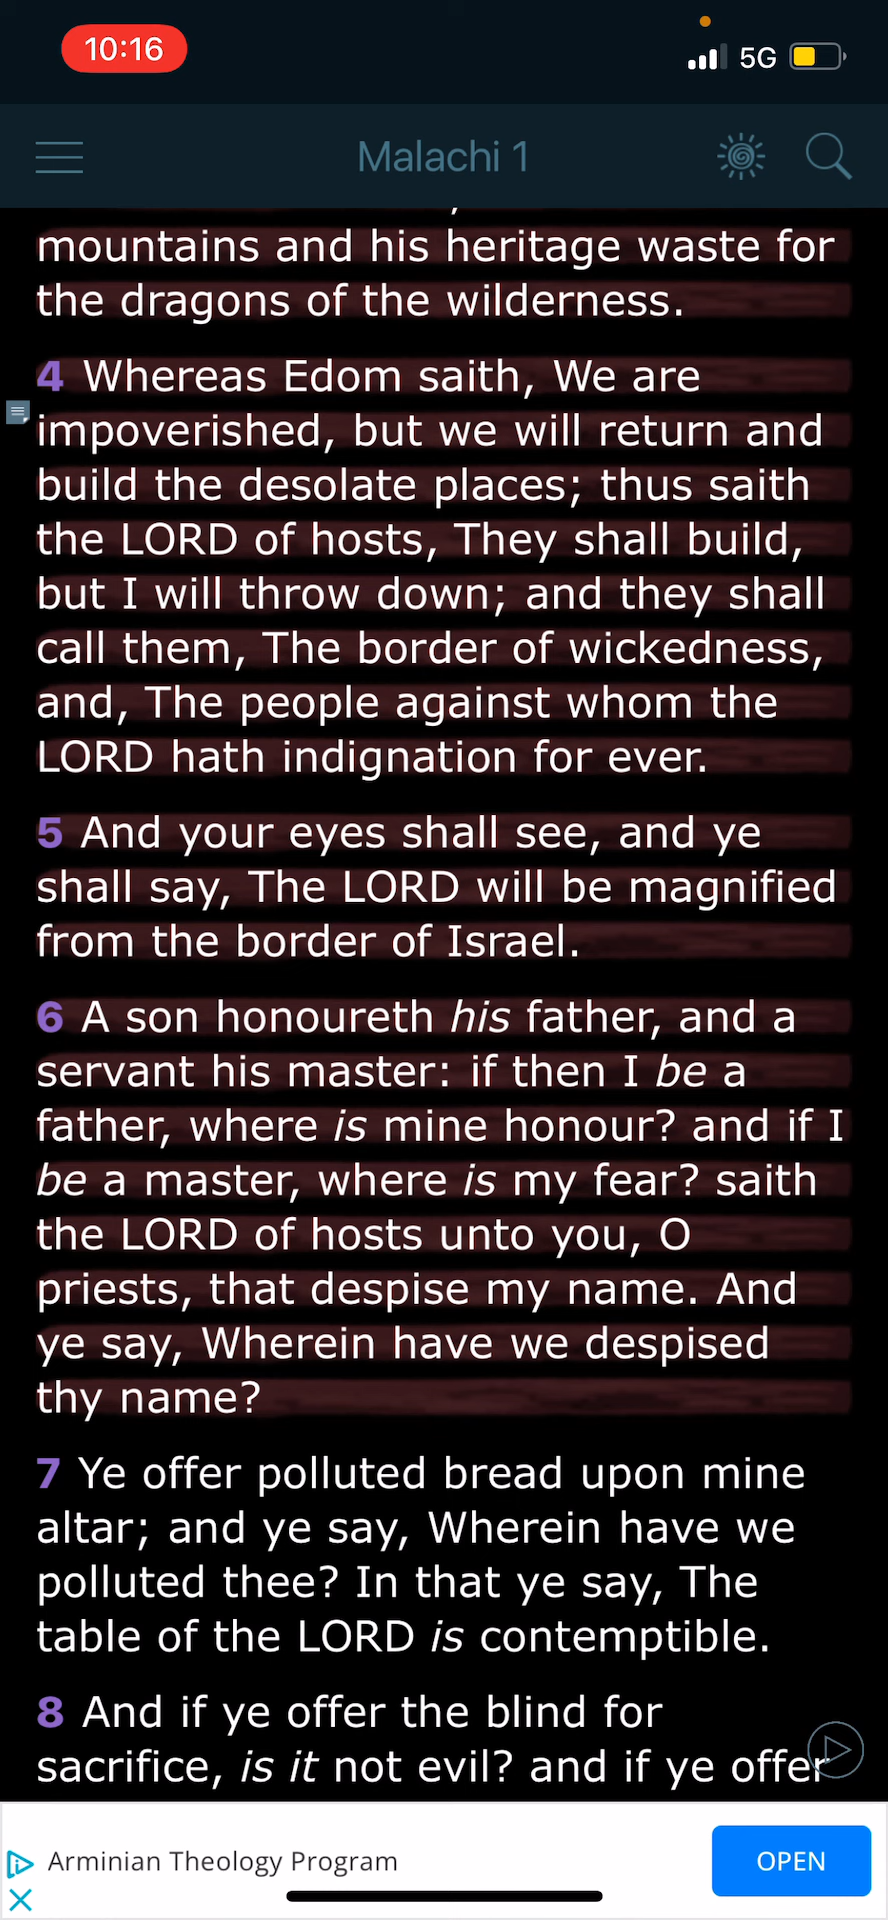 10:16
5G
Malachi 1
mountains and his heritage waste for
the dragons of the wilderness.
4 Whereas Edom saith, We are
impoverished, but we will return and
build the desolate places; thus saith
the LORD of hosts, They shall build,
but I will throw down; and they shall
call them, The border of wickedness,
and, The people against whom the
LORD hath indignation for ever.
5 And your eyes shall see, and ye
shall say, The LORD will be magnified
from the border of Israel.
6 A son honoureth his father, and a
servant his master: if then I be a
father, where is mine honour? and if I
be a master, where is my fear? saith
the LORD of hosts unto you, O
priests, that despise my name. And
ye say, Wherein have we despised
thy name?
7 Ye offer polluted bread upon mine
altar; and ye say, Wherein have we
polluted thee? In that ye say, The
table of the LORD is contemptible.
8 And if ye offer the blind for
sacrifice, is it not evil? and if ye offer
Arminian Theology Program
OPEN